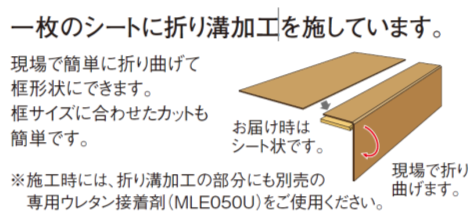 一枚のシートに折り溝加工を施しています。
現場で簡単に折り曲げて
框形状にできます。
框サイズに合わせたカットも
簡単です。
お届け時は
シート状です。
現場で折り
曲げます。
※施工時には、折り溝加工の部分にも別売の
専用ウレタン接着剤(MLE050U)をご使用ください。